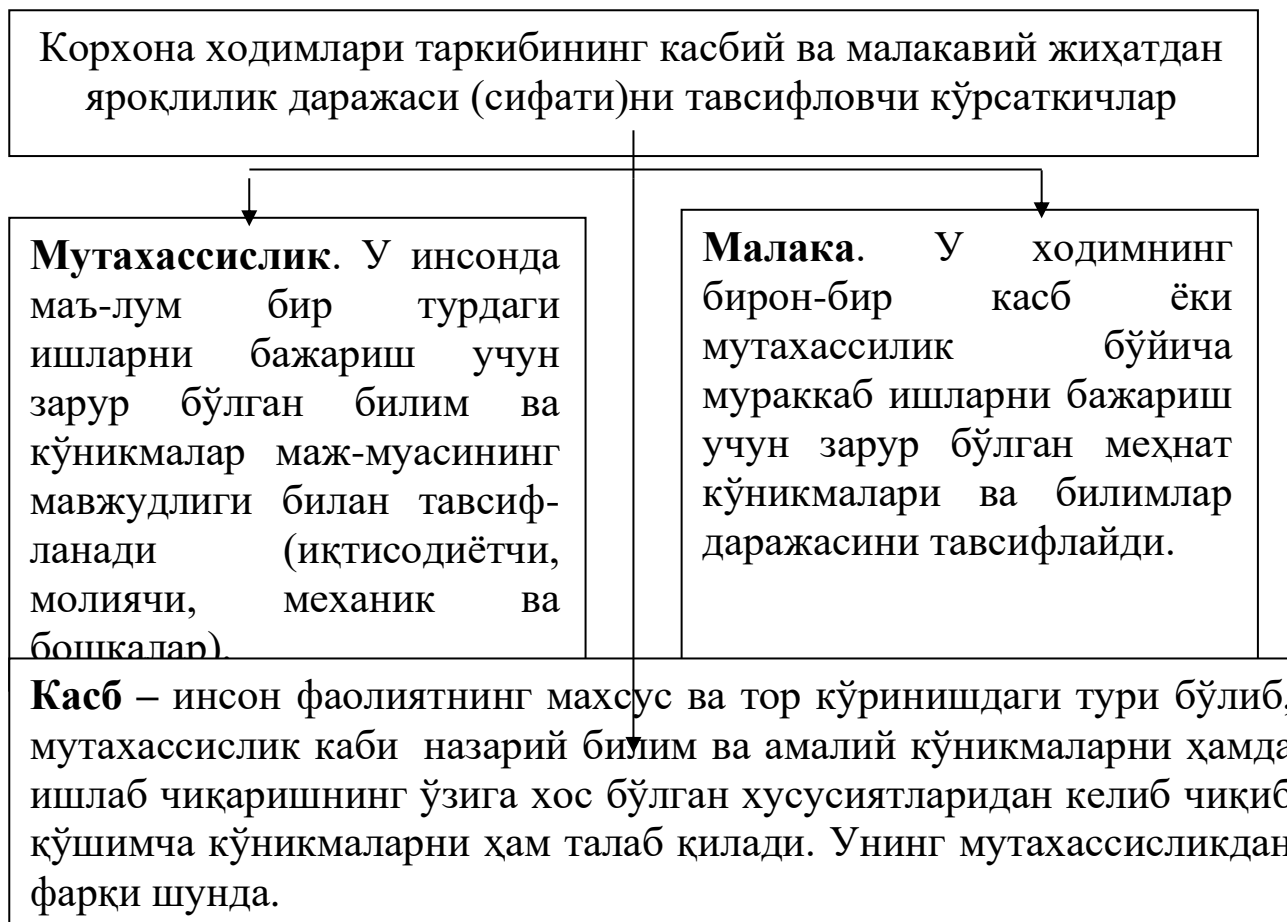 Корхона ходимлари таркибининг касбий ва малакавий жиҳатдан
яроқлилик даражаси (сифати)ни тавсифловчи кўрсаткичлар
Мутахассислик. У инсонда
маъ-лум бир турдаги
ишларни бажариш учун
зарур бўлган билим ва
кўникмалар маж-муасининг
мавжудлиги билан тавсиф-
ланади (иқтисодиётчи,
молиячи, механик ва
бошкалар).
Малака. У ходимнинг
бирон-бир касб ёки
мутахассилик бўйича
мураккаб ишларни бажариш
учун зарур бўлган меҳнат
кўникмалари ва билимлар
даражасини тавсифлайди.
Касб – инсон фаолиятнинг махсус ва тор кўринишдаги тури бўлиб,
мутахассислик каби назарий билим ва амалий кўникмаларни ҳамда
ишлаб чиқаришнинг ўзига хос бўлган хусусиятларидан келиб чиқиб
қўшимча кўникмаларни ҳам талаб қилади. Унинг мутахассисликдан
фарқи шунда.